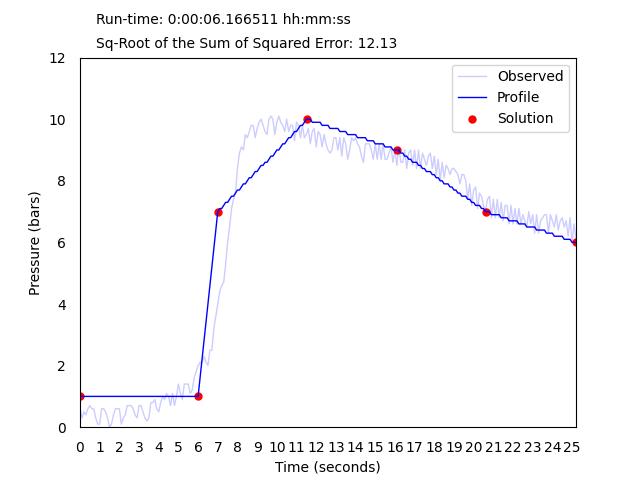 Run-time: 0:00:06.166511 hh:mm:ss
Sq-Root of the Sum of Squared Error: 12.13
Observed
Profile
Solution
Pressure (bars)
12
10
8
6
4
2
0
0 1 2 3 4 5 6 7 8 9 10 11 12 13 14 15 16 17 18 19 20 21 22 23 24 25
Time (seconds)